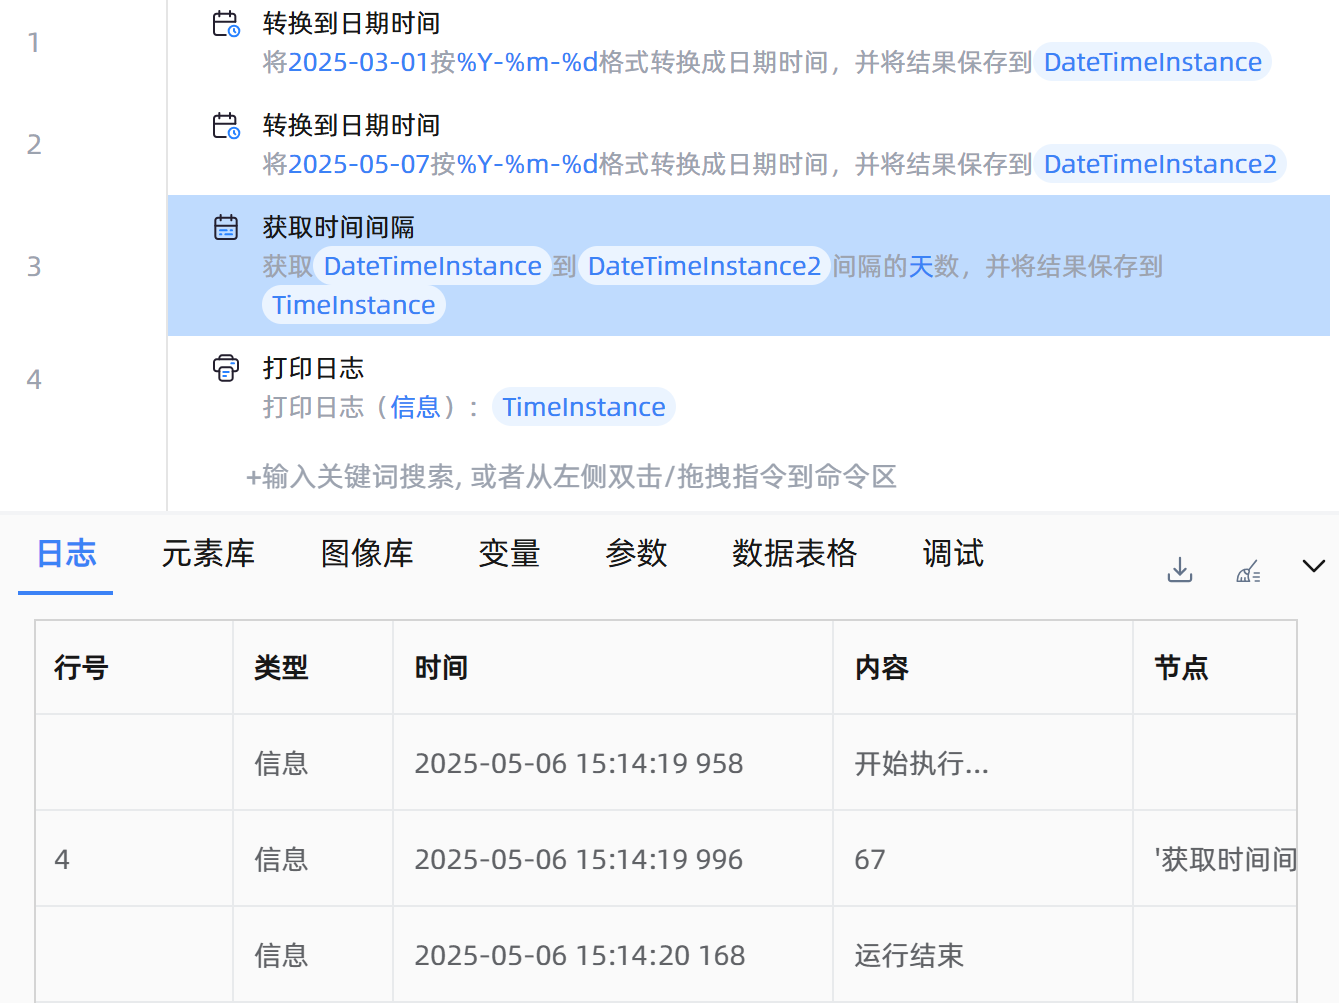 1
转换到日期时间
将2025-03-01按%Y-%m-%d格式转换成日期时间，并将结果保存到 DateTimeInstance
2
转换到日期时间
将2025-05-07按%Y-%m-%d格式转换成日期时间，并将结果保存到 DateTimeInstance2
3
获取时间间隔
获取 DateTimeInstance 到 DateTimeInstance2 间隔的天数，并将结果保存到
TimeInstance
4
打印日志
打印日志（信息）： TimeInstance
+输入关键词搜索, 或者从左侧双击/拖拽指令到命令区
日志 元素库 图像库 变量 参数 数据表格 调试
行号 类型 时间 内容 节点
信息 2025-05-06 15:14:19 958 开始执行...
4 信息 2025-05-06 15:14:19 996 67 '获取时间间
信息 2025-05-06 15:14:20 168 运行结束